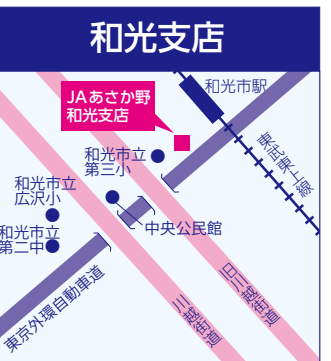 和光支店
JAあさか野
和光支店
和光市駅
東武東上線
和光市立
第三小
和光市立
広沢小
中央公民館
和光市立
第二中
東京外環自動車道
川越街道
旧川越街道